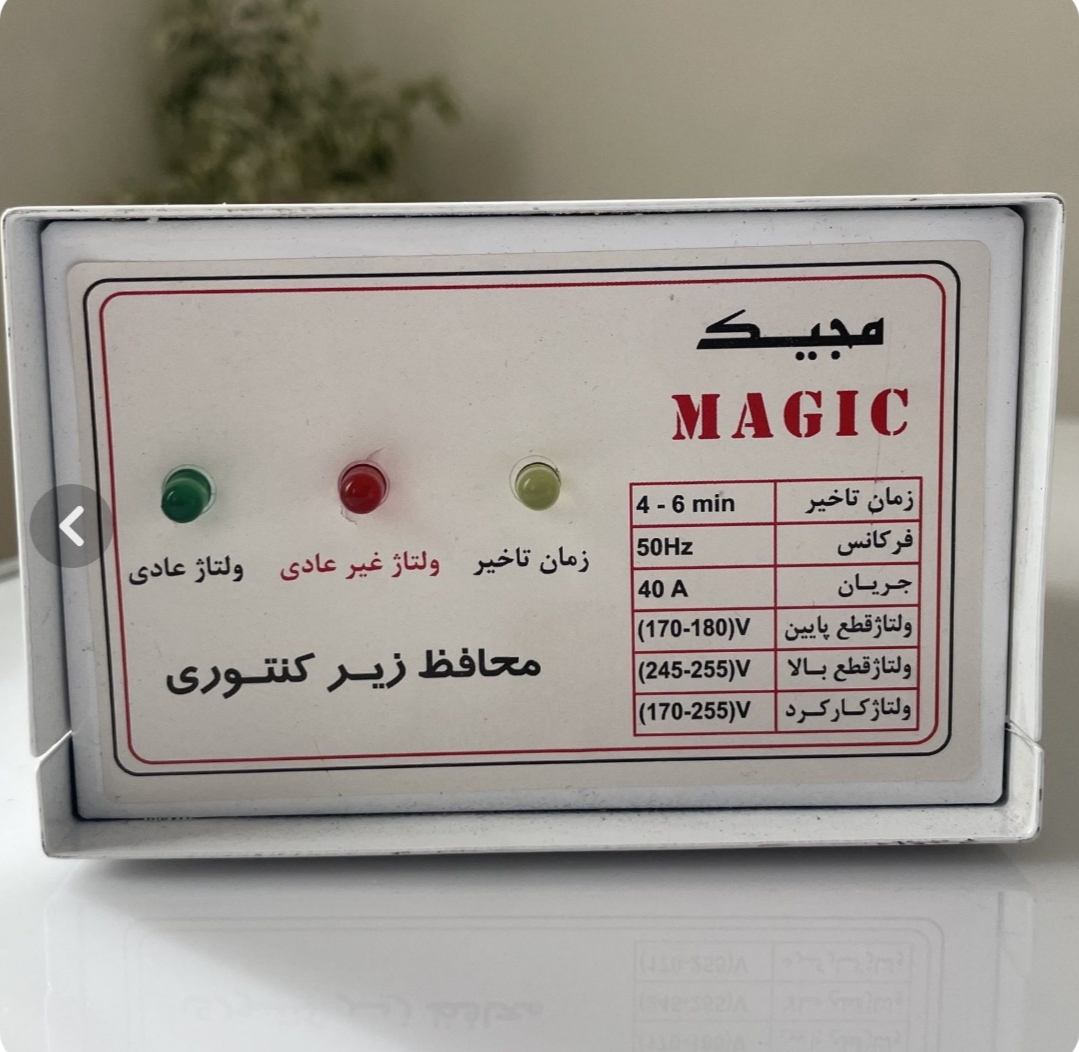 مجیک
MAGIC
زمان تاخیر 4 - 6 min
فرکانس 50Hz
جریان 40 A
ولتاژقطع پایین (170-180)V
ولتاژقطع بالا (245-255)V
ولتاژکارکرد (170-255)V
زمان تاخیر
ولتاژ غیر عادی
ولتاژ عادی
محافظ زیر کنتوری